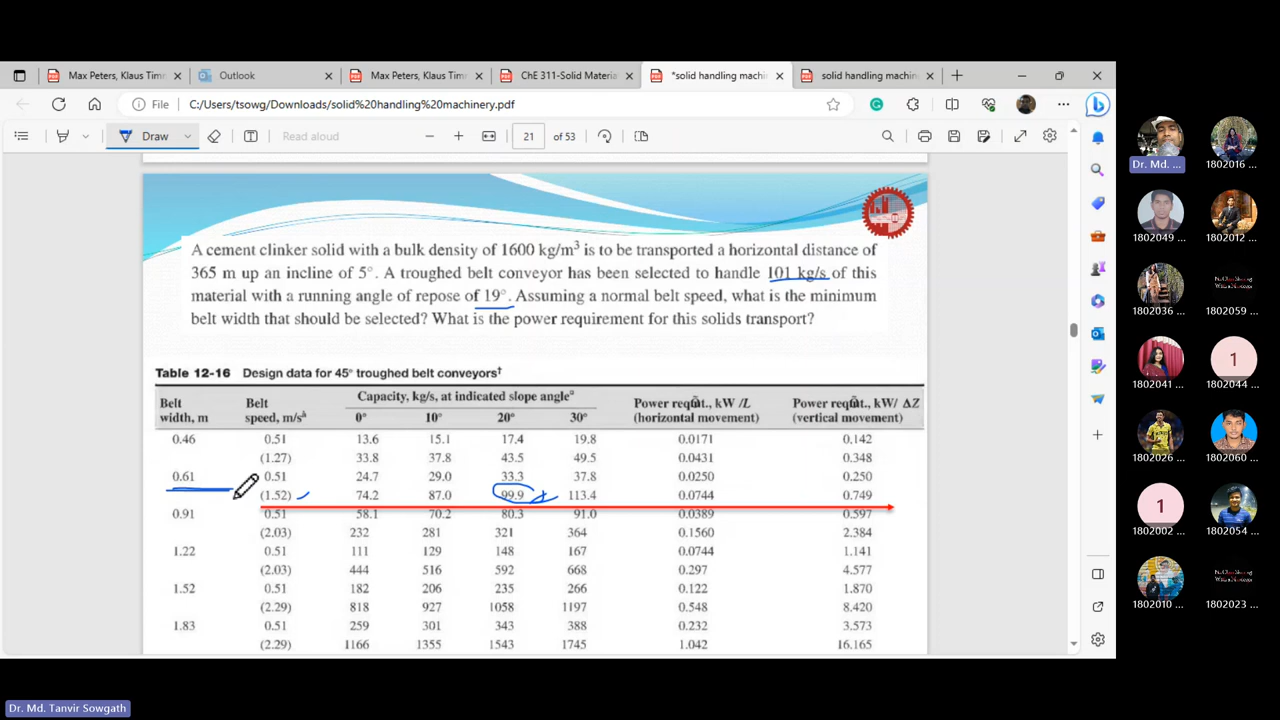 Max Peters, Klaus Tim
Outlook
Max Peters, Klaus Tim
ChE 311-Solid Materia
*solid handling machi
solid handling machin
File
C:/Users/tsowg/Downloads/solid%20handling%20machinery.pdf
Draw
Read aloud
21
of 53
A cement clinker solid with a bulk density of 1600 kg/m³ is to be transported a horizontal distance of
365 m up an incline of 5°. A troughed belt conveyor has been selected to handle 101 kg/s of this
material with a running angle of repose of 19°. Assuming a normal belt speed, what is the minimum
belt width that should be selected? What is the power requirement for this solids transport?
Table 12-16 Design data for 45° troughed belt conveyors†
Belt Belt Capacity, kg/s, at indicated slope angle° Power reqmt., kW /L Power reqmt., kW/ ΔZ
width, m speed, m/s‡ 0° 10° 20° 30° (horizontal movement) (vertical movement)
0.46 0.51 13.6 15.1 17.4 19.8 0.0171 0.142
(1.27) 33.8 37.8 43.5 49.5 0.0431 0.348
0.61 0.51 24.7 29.0 33.3 37.8 0.0250 0.250
(1.52) 74.2 87.0 99.9 113.4 0.0744 0.749
0.91 0.51 58.1 70.2 80.3 91.0 0.0389 0.597
(2.03) 232 281 321 364 0.1560 2.384
1.22 0.51 111 129 148 167 0.0744 1.141
(2.03) 444 516 592 668 0.297 4.577
1.52 0.51 182 206 235 266 0.122 1.870
(2.29) 818 927 1058 1197 0.548 8.420
1.83 0.51 259 301 343 388 0.232 3.573
(2.29) 1166 1355 1543 1745 1.042 16.165
Dr. Md. ...
1802016 ...
1802049 ...
1802012 ...
1802036 ...
1802059 ...
1
1802041 ...
1802044 ...
1802026 ...
1802060 ...
1
1802002 ...
1802054 ...
1802010 ...
1802023 ...
Dr. Md. Tanvir Sowgath